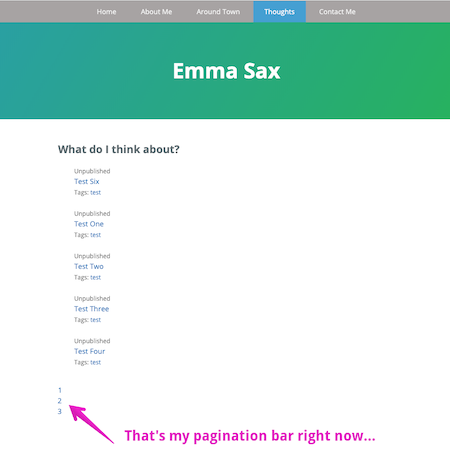 Home About Me Around Town Thoughts Contact Me
Emma Sax
What do I think about?
Unpublished
Test Six
Tags: test
Unpublished
Test One
Tags: test
Unpublished
Test Two
Tags: test
Unpublished
Test Three
Tags: test
Unpublished
Test Four
Tags: test
1
2
3
That's my pagination bar right now...